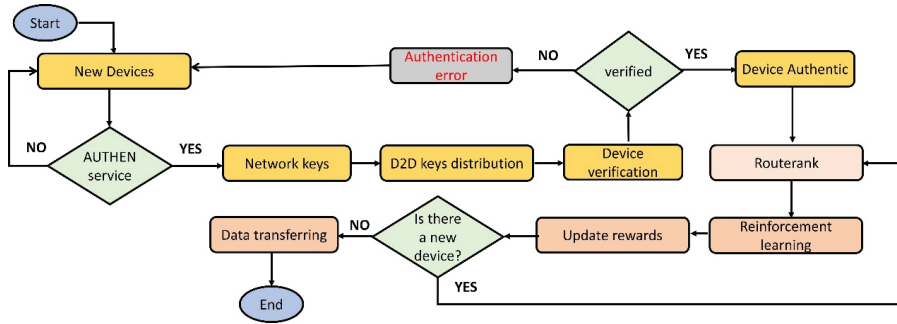 Start
New Devices
Authentication
error
NO
verified
YES
Device Authentic
NO
AUTHEN
service
YES
Network keys
D2D keys distribution
Device
verification
Routerank
Data transferring
NO
Is there
a new
device?
Update rewards
Reinforcement
learning
YES
End